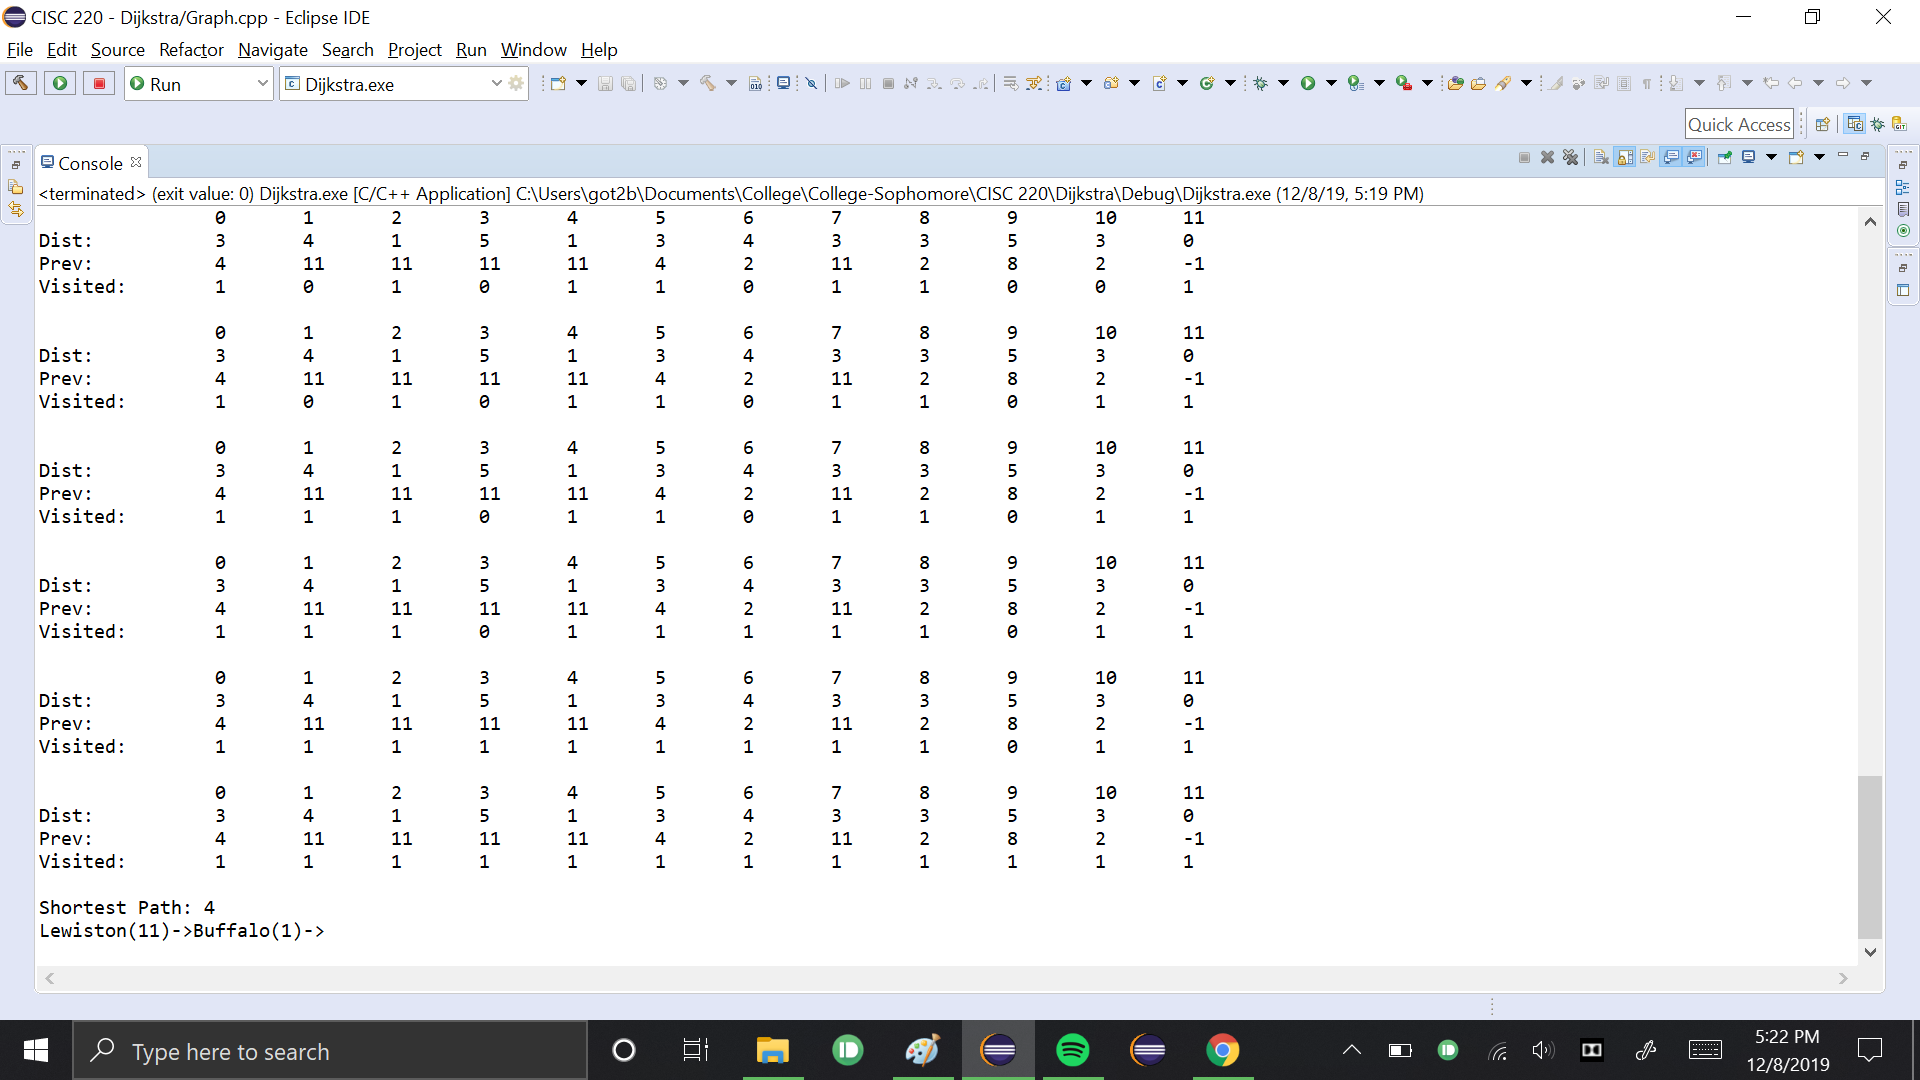 CISC 220 - Dijkstra/Graph.cpp - Eclipse IDE
File Edit Source Refactor Navigate Search Project Run Window Help
Run Dijkstra.exe
Quick Access
Console
<terminated> (exit value: 0) Dijkstra.exe [C/C++ Application] C:\Users\got2b\Documents\College\College-Sophomore\CISC 220\Dijkstra\Debug\Dijkstra.exe (12/8/19, 5:19 PM)
0 1 2 3 4 5 6 7 8 9 10 11
Dist: 3 4 1 5 1 3 4 3 3 5 3 0
Prev: 4 11 11 11 11 4 2 11 2 8 2 -1
Visited: 1 0 1 0 1 1 0 1 1 0 0 1
0 1 2 3 4 5 6 7 8 9 10 11
Dist: 3 4 1 5 1 3 4 3 3 5 3 0
Prev: 4 11 11 11 11 4 2 11 2 8 2 -1
Visited: 1 0 1 0 1 1 0 1 1 0 1 1
0 1 2 3 4 5 6 7 8 9 10 11
Dist: 3 4 1 5 1 3 4 3 3 5 3 0
Prev: 4 11 11 11 11 4 2 11 2 8 2 -1
Visited: 1 1 1 0 1 1 0 1 1 0 1 1
0 1 2 3 4 5 6 7 8 9 10 11
Dist: 3 4 1 5 1 3 4 3 3 5 3 0
Prev: 4 11 11 11 11 4 2 11 2 8 2 -1
Visited: 1 1 1 0 1 1 1 1 1 0 1 1
0 1 2 3 4 5 6 7 8 9 10 11
Dist: 3 4 1 5 1 3 4 3 3 5 3 0
Prev: 4 11 11 11 11 4 2 11 2 8 2 -1
Visited: 1 1 1 1 1 1 1 1 1 0 1 1
0 1 2 3 4 5 6 7 8 9 10 11
Dist: 3 4 1 5 1 3 4 3 3 5 3 0
Prev: 4 11 11 11 11 4 2 11 2 8 2 -1
Visited: 1 1 1 1 1 1 1 1 1 1 1 1
Shortest Path: 4
Lewiston(11)->Buffalo(1)->
Type here to search
5:22 PM
12/8/2019